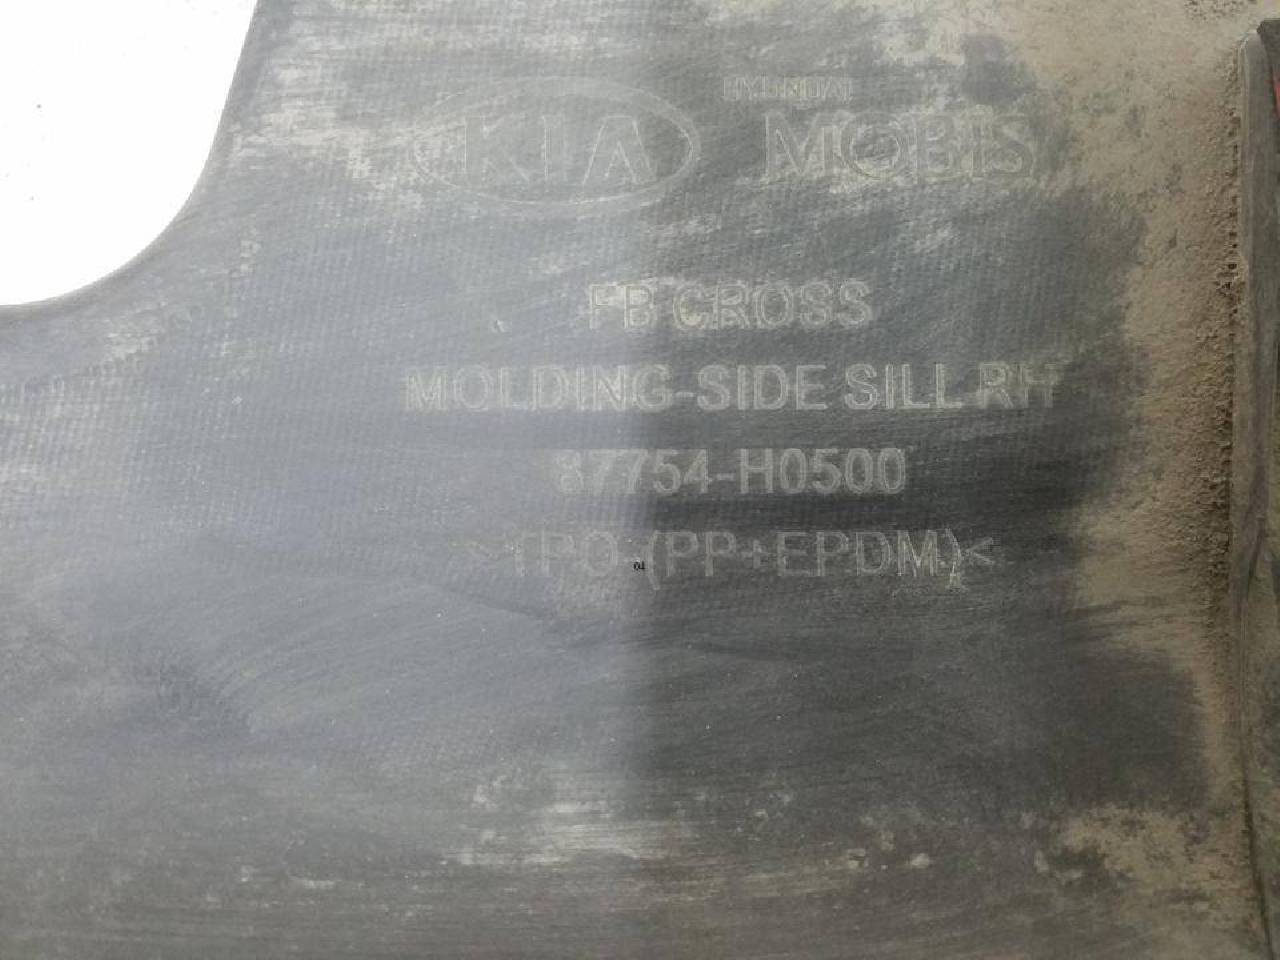 KIA HYUNDAI MOBIS
FB CROSS
MOLDING-SIDE SILL RH
87754-H0500
>TPO-(PP+EPDM)<